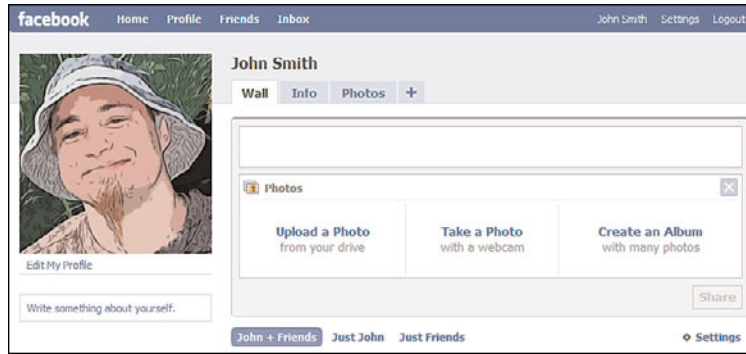 facebook Home Profile Friends Inbox John Smith Settings Logout
John Smith
Wall Info Photos +
Photos
Upload a Photo Take a Photo Create an Album
from your drive with a webcam with many photos
Edit My Profile
Share
Write something about yourself.
John + Friends Just John Just Friends Settings